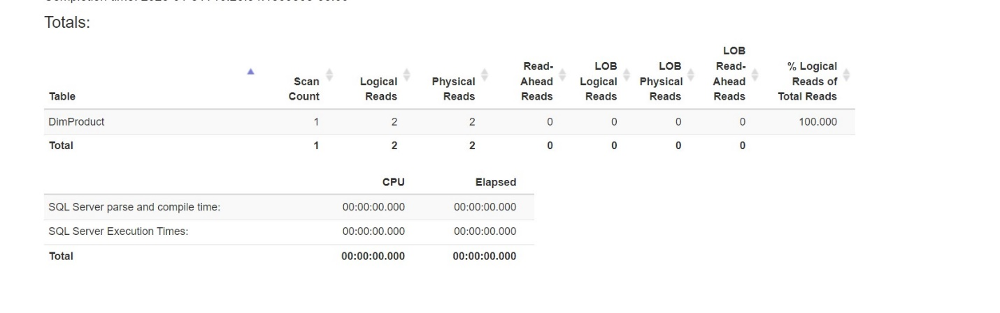 Totals:
Table Scan Count Logical Reads Physical Reads Read-Ahead Reads LOB Logical Reads LOB Physical Reads LOB Read-Ahead Reads % Logical Reads of Total Reads
DimProduct 1 2 2 0 0 0 0 100.000
Total 1 2 2 0 0 0 0
CPU Elapsed
SQL Server parse and compile time: 00:00:00.000 00:00:00.000
SQL Server Execution Times: 00:00:00.000 00:00:00.000
Total 00:00:00.000 00:00:00.000